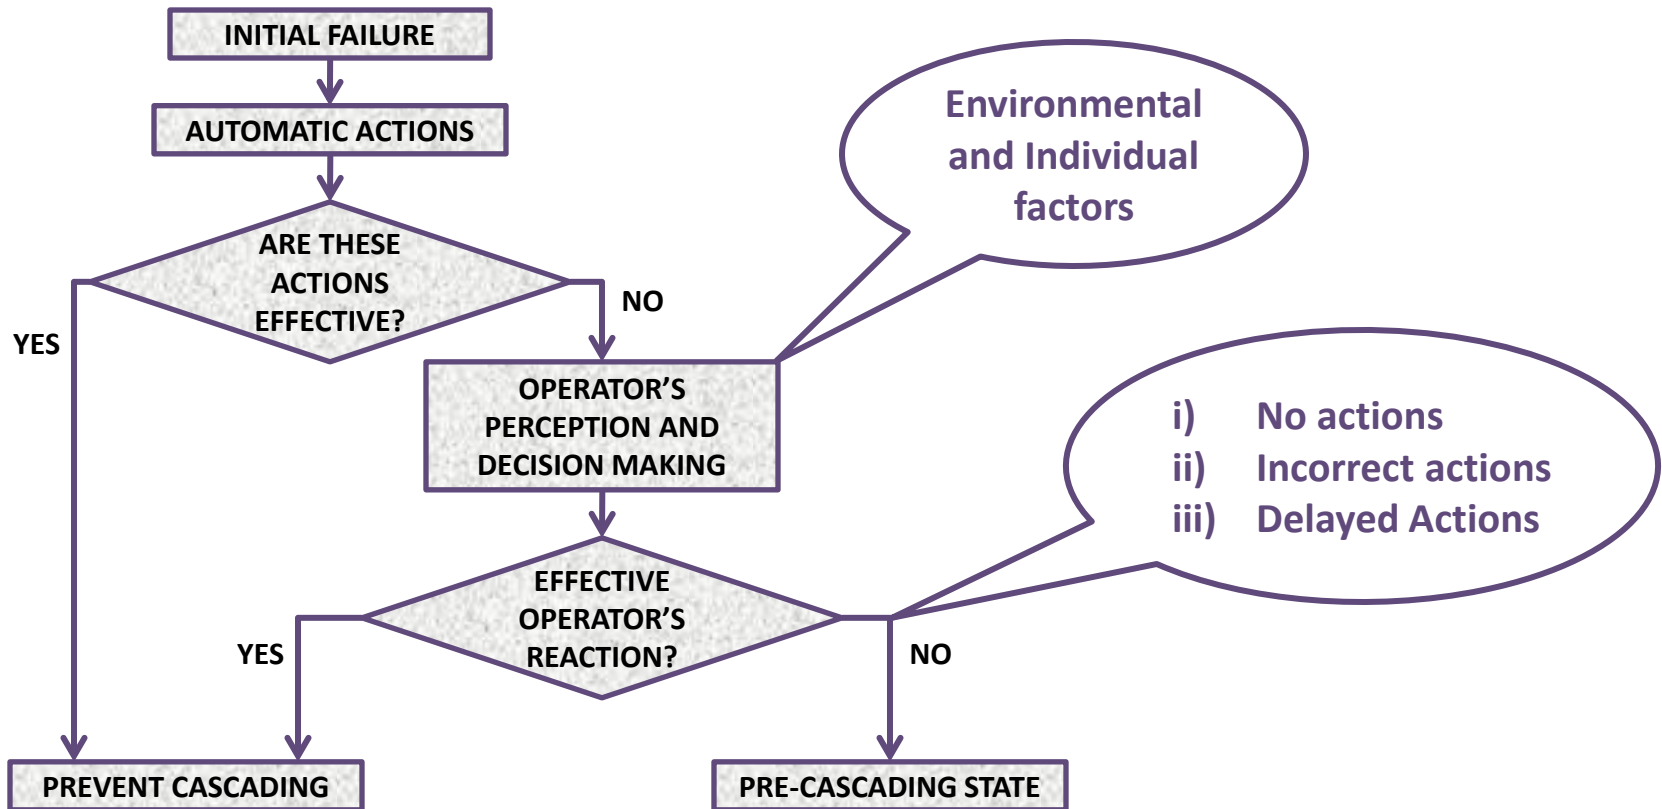 INITIAL FAILURE
AUTOMATIC ACTIONS
ARE THESE
ACTIONS
EFFECTIVE?
YES
NO
Environmental
and Individual
factors
OPERATOR’S
PERCEPTION AND
DECISION MAKING
i) No actions
ii) Incorrect actions
iii) Delayed Actions
EFFECTIVE
OPERATOR’S
REACTION?
YES
NO
PREVENT CASCADING
PRE-CASCADING STATE